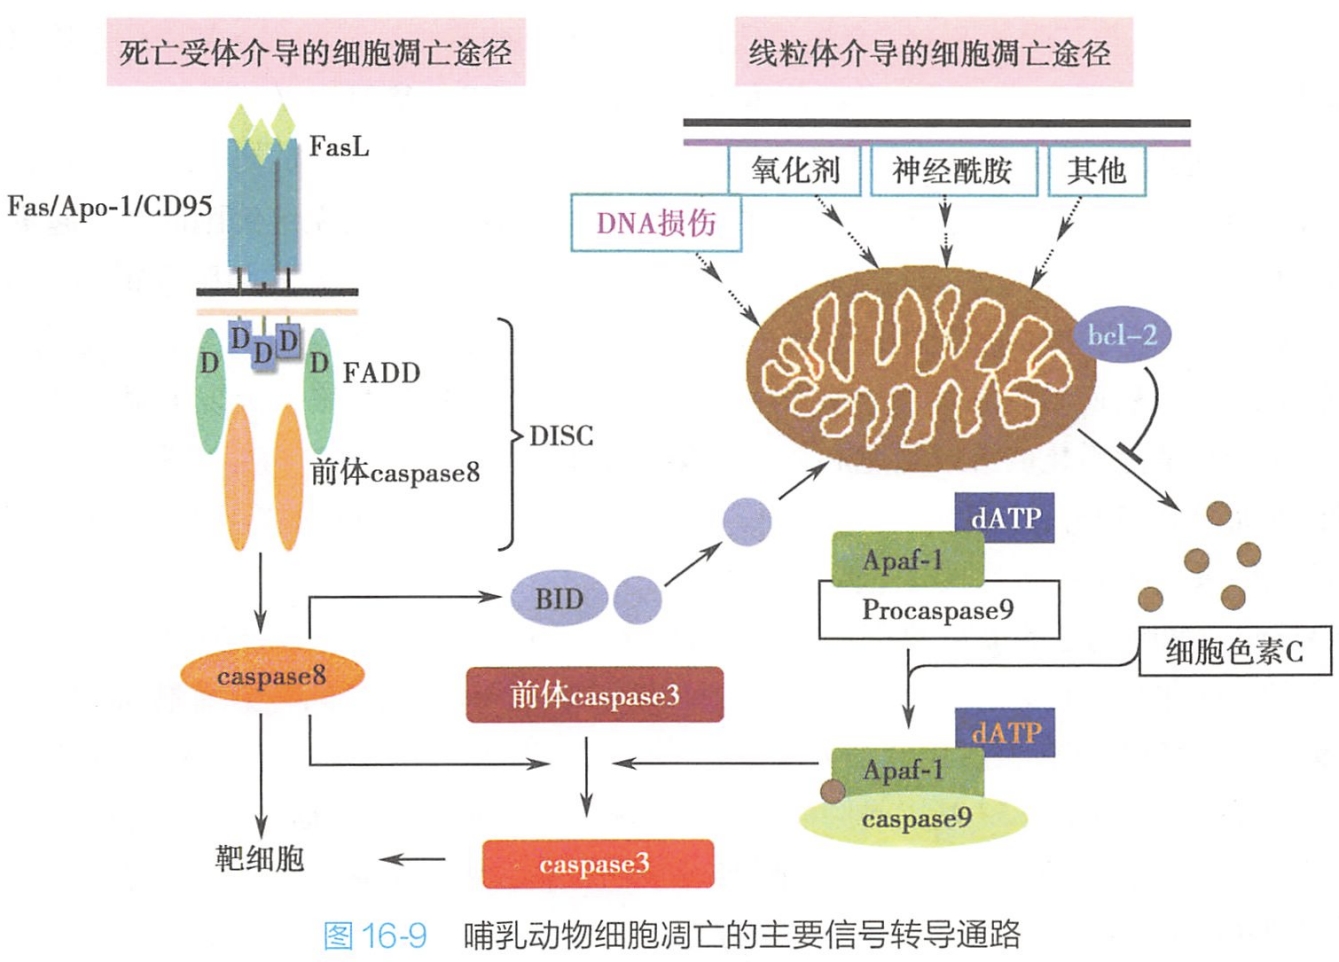 死亡受体介导的细胞凋亡途径
线粒体介导的细胞凋亡途径
FasL
Fas/Apo-1/CD95
氧化剂
神经酰胺
其他
DNA损伤
D
D
D
D
D
FADD
bcl-2
前体caspase8
DISC
dATP
Apaf-1
Procaspase9
BID
细胞色素C
caspase8
前体caspase3
dATP
Apaf-1
caspase9
靶细胞
caspase3
图 16-9 哺乳动物细胞凋亡的主要信号转导通路